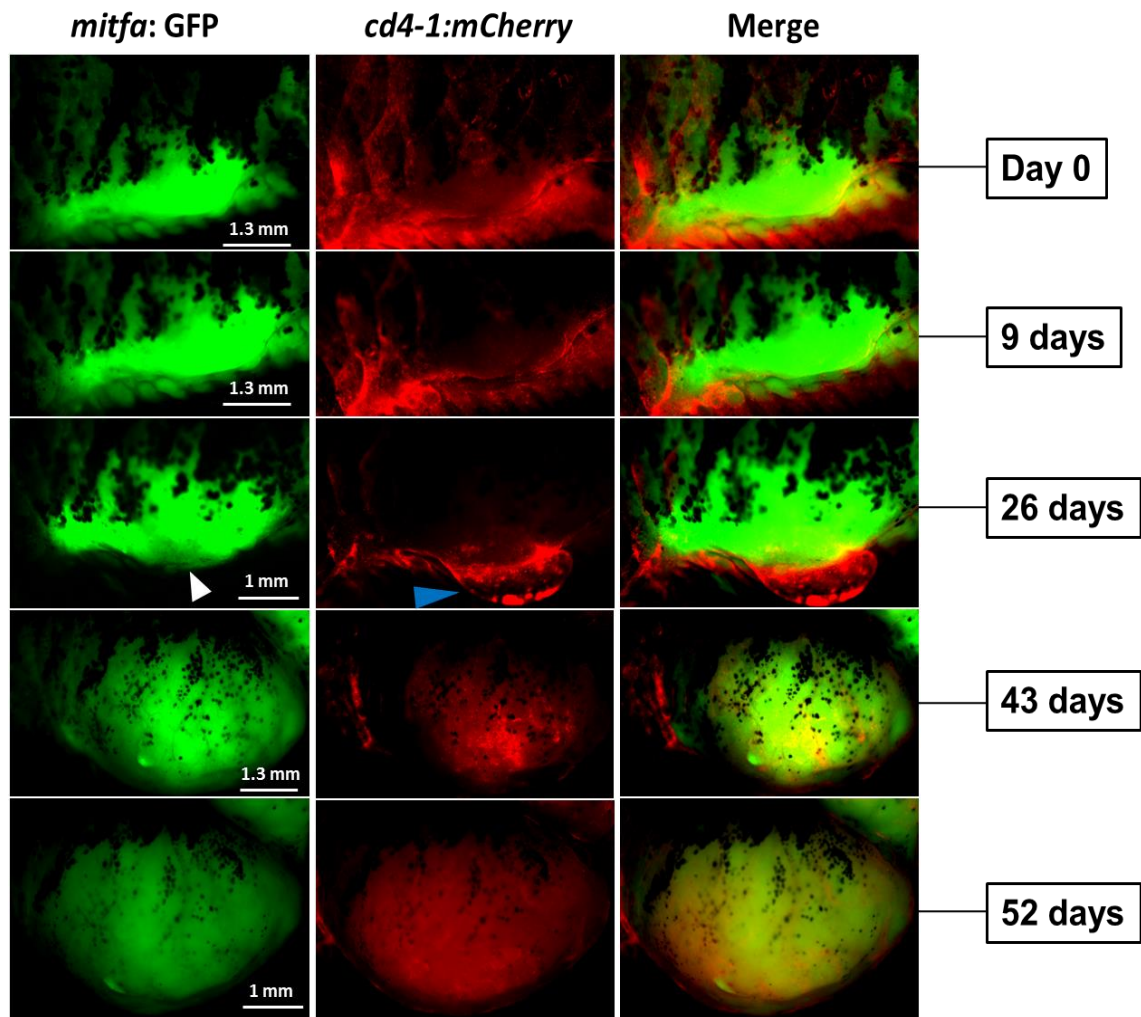 mitfa: GFP
cd4-1:mCherry
Merge
Day 0
1.3 mm
9 days
1.3 mm
26 days
1 mm
43 days
1.3 mm
52 days
1 mm